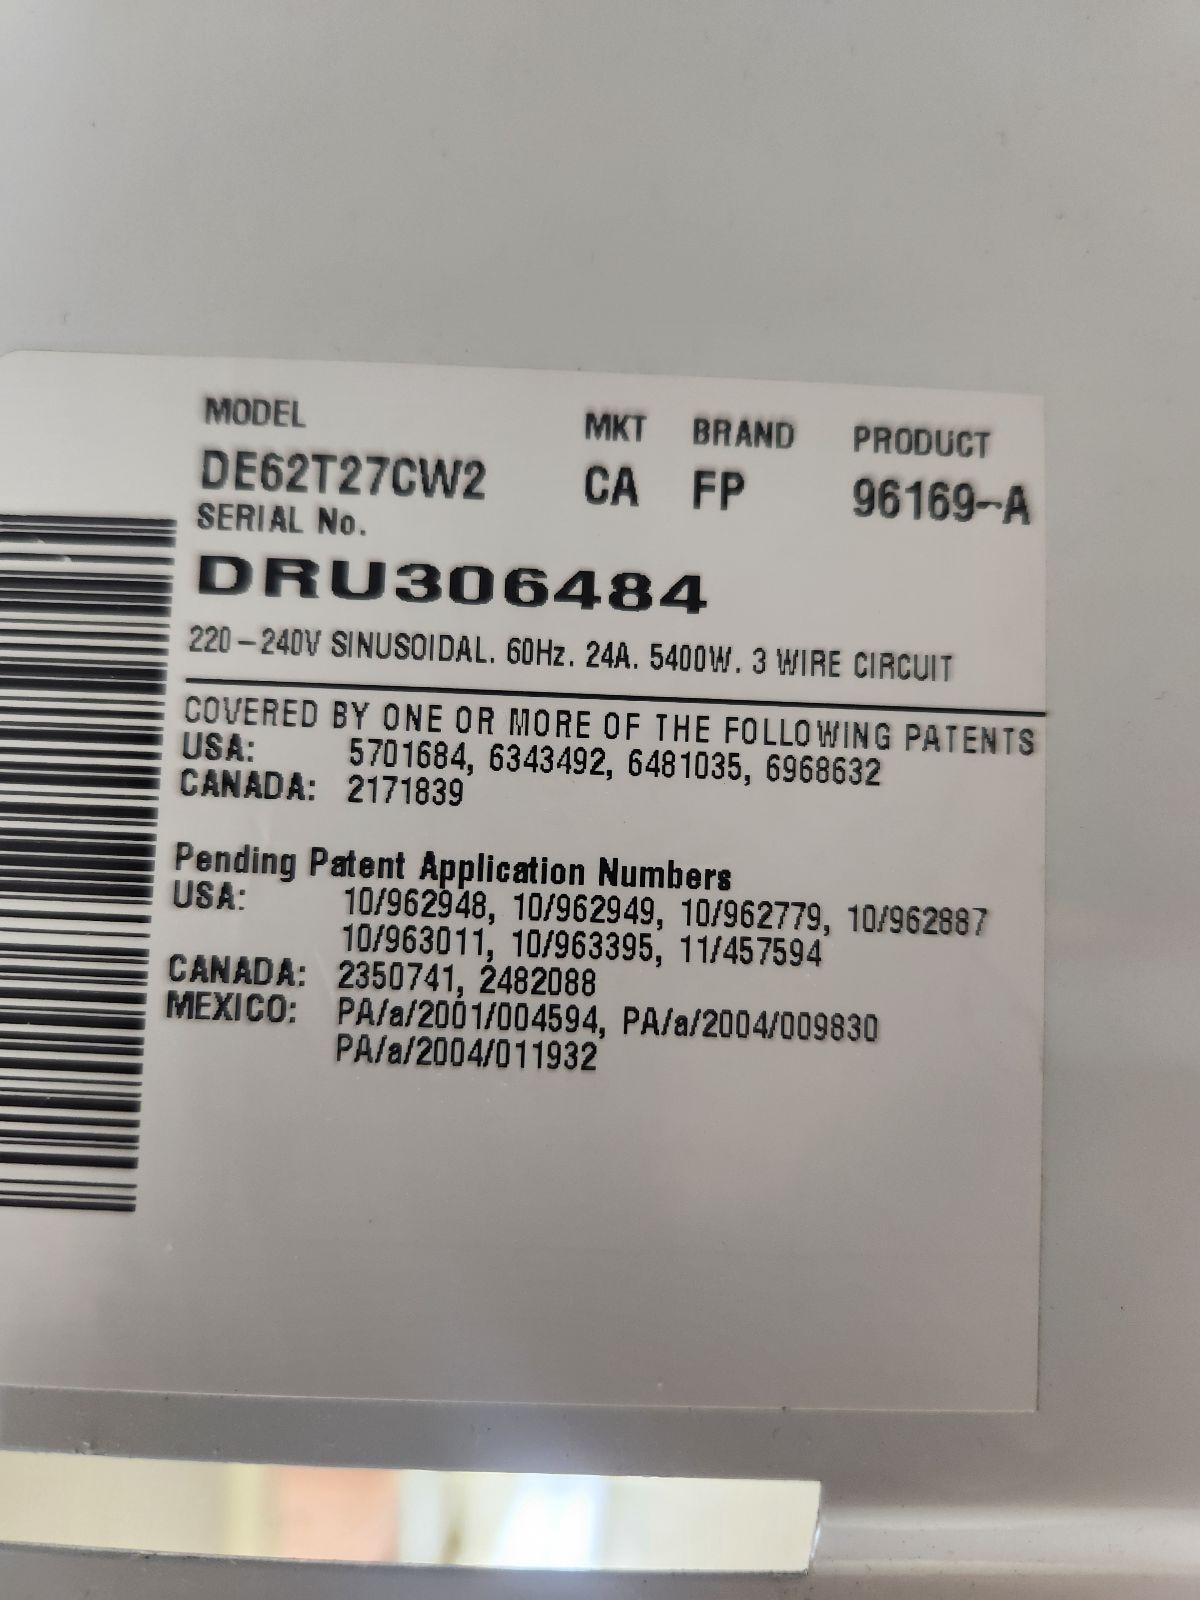 MODEL MKT BRAND PRODUCT
DE62T27CW2 CA FP 96169-A
SERIAL No.
DRU306484
220-240V SINUSOIDAL. 60Hz. 24A. 5400W. 3 WIRE CIRCUIT
COVERED BY ONE OR MORE OF THE FOLLOWING PATENTS
USA: 5701684, 6343492, 6481035, 6968632
CANADA: 2171839
Pending Patent Application Numbers
USA: 10/962948, 10/962949, 10/962779, 10/962887
10/963011, 10/963395, 11/457594
CANADA: 2350741, 2482088
MEXICO: PA/a/2001/004594, PA/a/2004/009830
PA/a/2004/011932